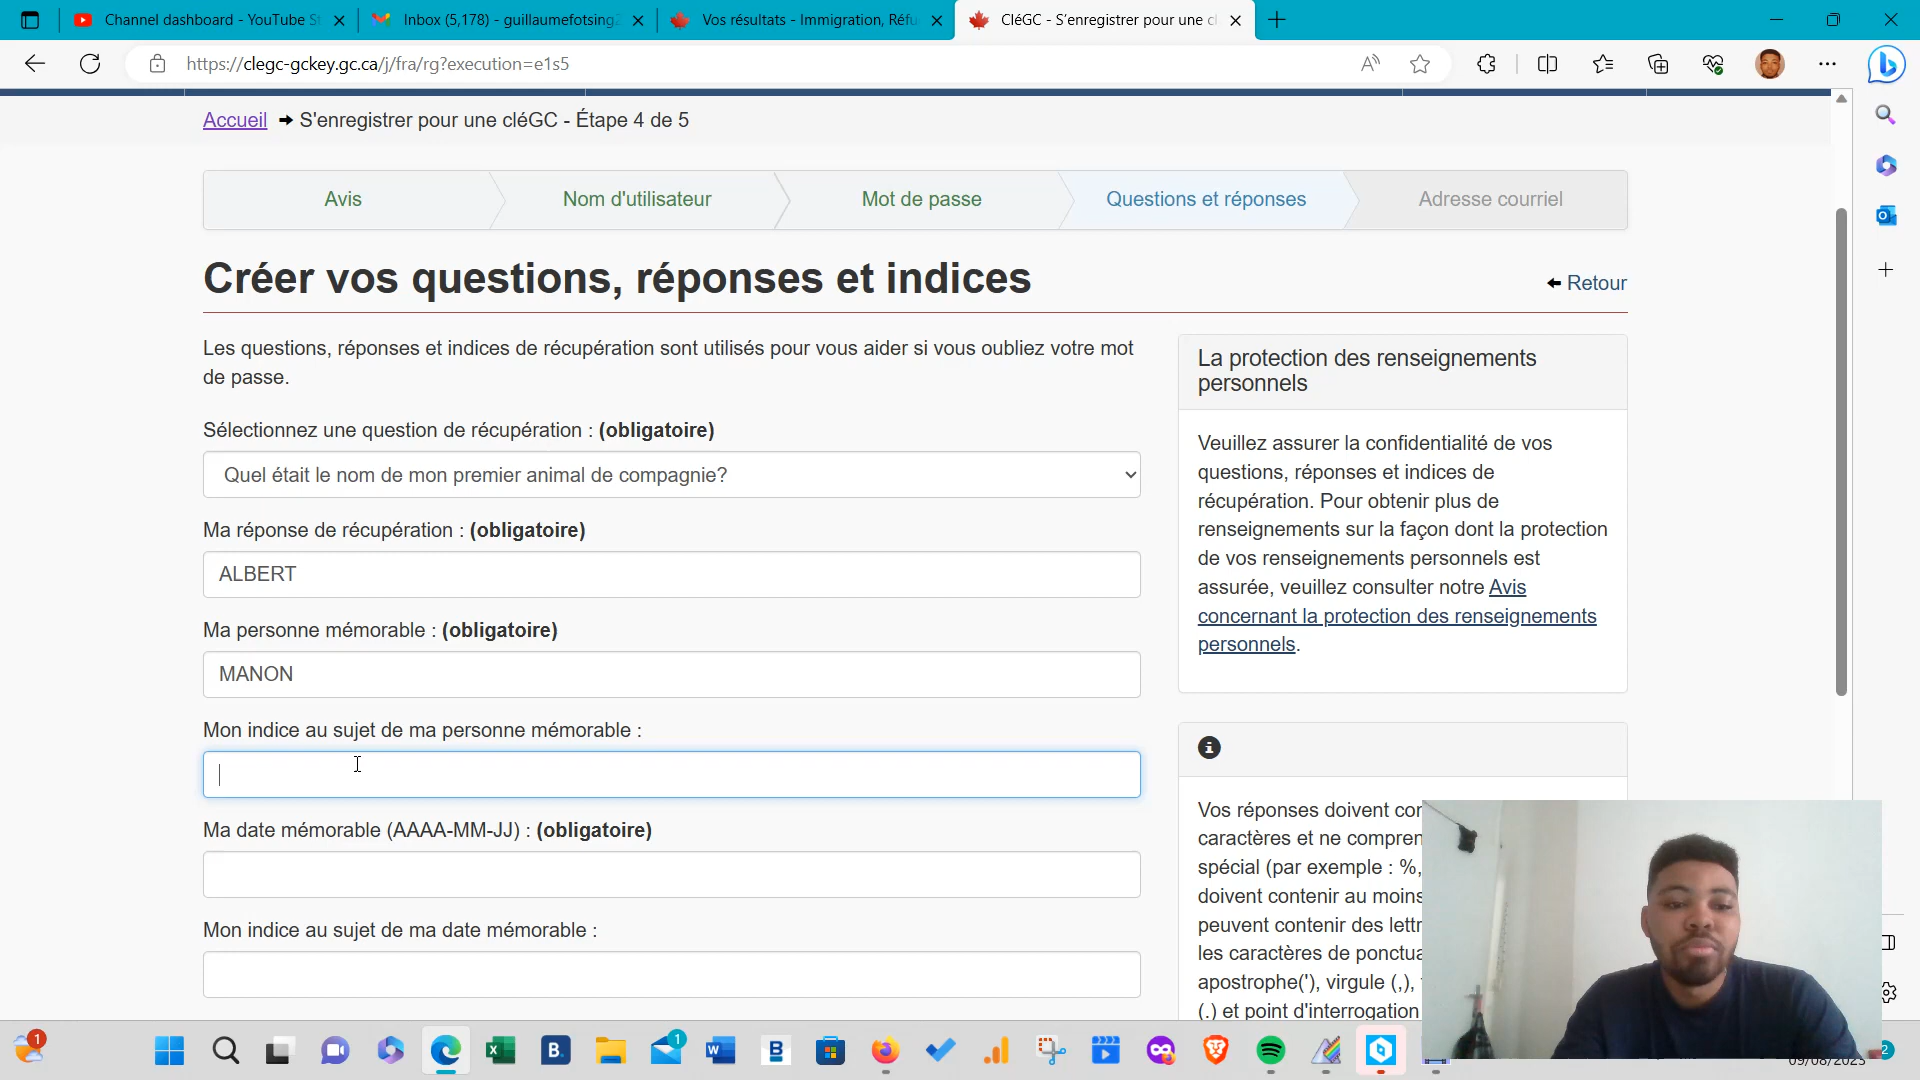 Channel dashboard - YouTube S
Inbox (5,178) - guillaumefotsing2
Vos résultats - Immigration, Réfu
CléGC - S'enregistrer pour une cl
https://clegc-gckey.gc.ca/j/fra/rg?execution=e1s5
Accueil S'enregistrer pour une cléGC - Étape 4 de 5
Avis
Nom d'utilisateur
Mot de passe
Questions et réponses
Adresse courriel
Créer vos questions, réponses et indices
Retour
Les questions, réponses et indices de récupération sont utilisés pour vous aider si vous oubliez votre mot
de passe.
Sélectionnez une question de récupération : (obligatoire)
Quel était le nom de mon premier animal de compagnie?
Ma réponse de récupération : (obligatoire)
ALBERT
Ma personne mémorable : (obligatoire)
MANON
Mon indice au sujet de ma personne mémorable :
Ma date mémorable (AAAA-MM-JJ) : (obligatoire)
Mon indice au sujet de ma date mémorable :
La protection des renseignements
personnels
Veuillez assurer la confidentialité de vos
questions, réponses et indices de
récupération. Pour obtenir plus de
renseignements sur la façon dont la protection
de vos renseignements personnels est
assurée, veuillez consulter notre Avis
concernant la protection des renseignements
personnels.
Vos réponses doivent cor
caractères et ne compren
spécial (par exemple : %,
doivent contenir au moins
peuvent contenir des lettr
les caractères de ponctua
apostrophe('), virgule (,),
(.) et point d'interrogation
09/08/2023